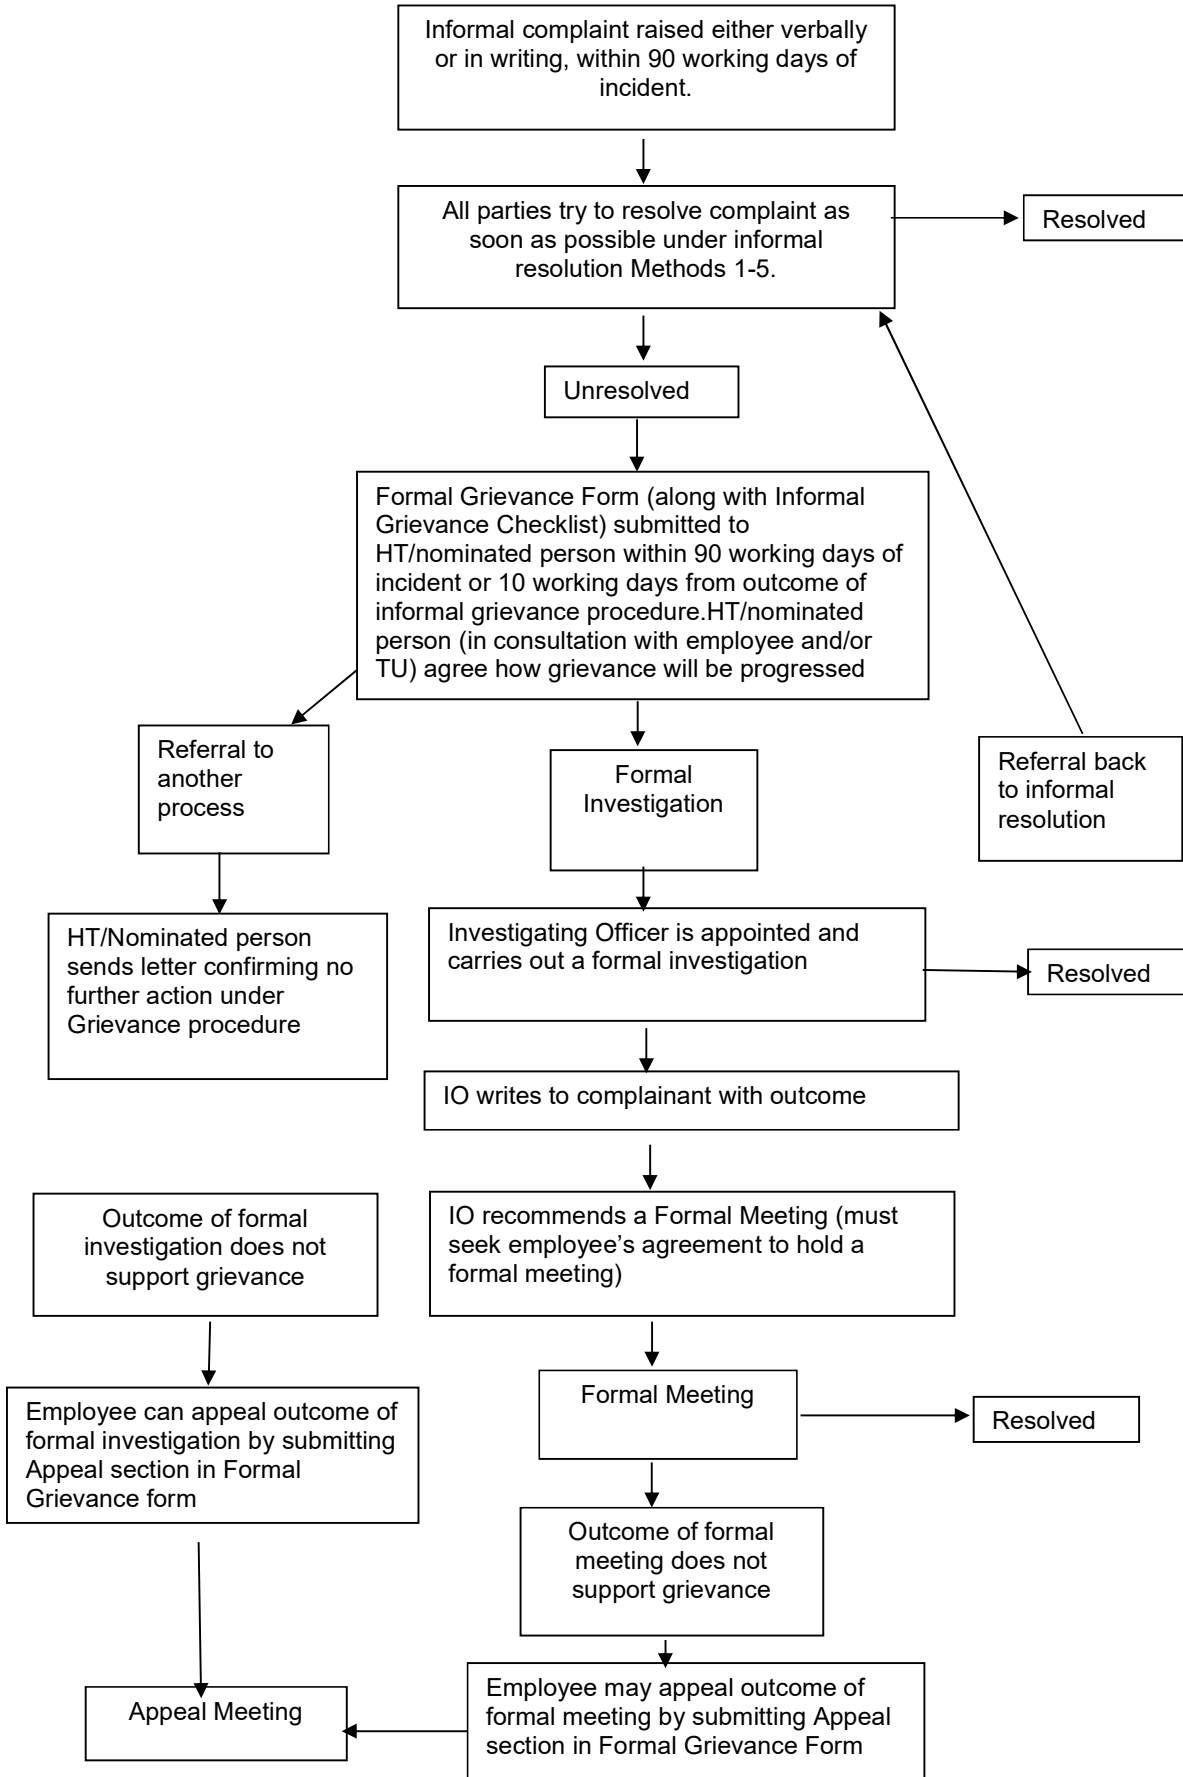 Informal complaint raised either verbally
or in writing, within 90 working days of
incident.
All parties try to resolve complaint as
soon as possible under informal
resolution Methods 1-5.
Resolved
Unresolved
Formal Grievance Form (along with Informal
Grievance Checklist) submitted to
HT/nominated person within 90 working days of
incident or 10 working days from outcome of
informal grievance procedure.HT/nominated
person (in consultation with employee and/or
TU) agree how grievance will be progressed
Referral to
another
process
Formal
Investigation
Referral back
to informal
resolution
HT/Nominated person
sends letter confirming no
further action under
Grievance procedure
Investigating Officer is appointed and
carries out a formal investigation
Resolved
IO writes to complainant with outcome
Outcome of formal
investigation does not
support grievance
IO recommends a Formal Meeting (must
seek employee’s agreement to hold a
formal meeting)
Employee can appeal outcome of
formal investigation by submitting
Appeal section in Formal
Grievance form
Formal Meeting
Resolved
Outcome of formal
meeting does not
support grievance
Appeal Meeting
Employee may appeal outcome of
formal meeting by submitting Appeal
section in Formal Grievance Form